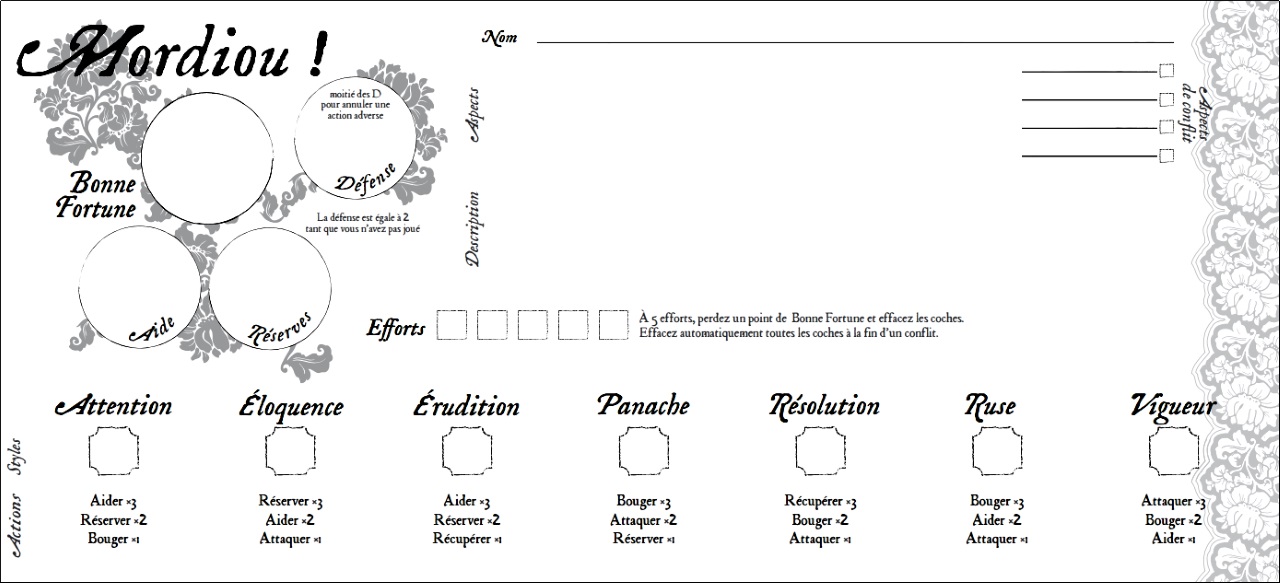 Mordiou !
Nom
Aspects
Aspects
de conflit
moitié des D
pour annuler une
action adverse
Défense
La défense est égale à 2
tant que vous n'avez pas joué
Bonne
Fortune
Aide
Réserves
Description
Efforts
À 5 efforts, perdez un point de Bonne Fortune et effacez les coches.
Effacez automatiquement toutes les coches à la fin d'un conflit.
Styles
Attention
Éloquence
Érudition
Panache
Résolution
Ruse
Vigueur
Actions
Aider ×3
Réserver ×2
Bouger ×1
Réserver ×3
Aider ×2
Attaquer ×1
Aider ×3
Réserver ×2
Récupérer ×1
Bouger ×3
Attaquer ×2
Réserver ×1
Récupérer ×3
Bouger ×2
Attaquer ×1
Bouger ×3
Aider ×2
Attaquer ×1
Attaquer ×3
Bouger ×2
Aider ×1